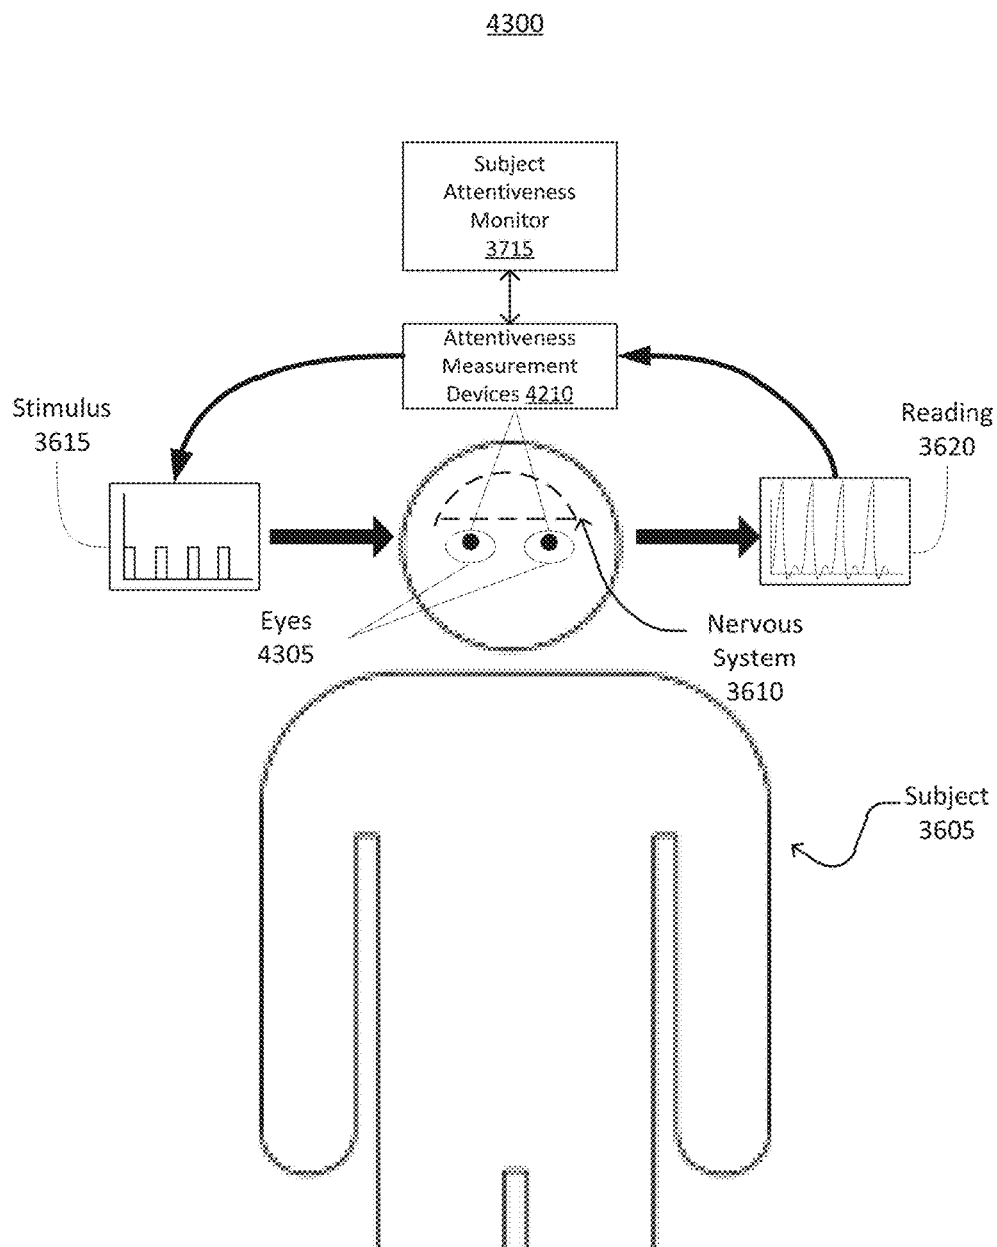 4300
Subject
Attentiveness
Monitor
3715
Attentiveness
Measurement
Devices 4210
Stimulus
3615
Reading
3620
Eyes
4305
Nervous
System
3610
Subject
3605